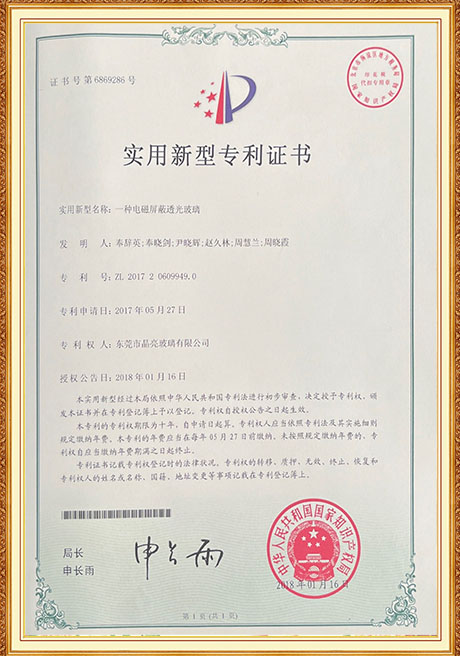 证书号第6869286号
实用新型专利证书
实用新型名称：一种电磁屏蔽透光玻璃
发 明 人：奉辞英;奉晓剑;尹晓辉;赵久林;周慧兰;周晓霞
专 利 号：ZL 2017 2 0609949.0
专利申请日：2017年05月27日
专 利 权 人：东莞市晶亮玻璃有限公司
授权公告日：2018年01月16日
本实用新型经过本局依照中华人民共和国专利法进行初步审查，决定授予专利权，颁
发本证书并在专利登记簿上予以登记。专利权自授权公告之日起生效。
本专利的专利权期限为十年，自申请日起算。专利权人应当依照专利法及其实施细则
规定缴纳年费。本专利的年费应当在每年05月27日前缴纳。未按照规定缴纳年费的，专
利权自应当缴纳年费期满之日起终止。
专利证书记载专利权登记时的法律状况。专利权的转移、质押、无效、终止、恢复和
专利权人的姓名或名称、国籍、地址变更等事项记载在专利登记簿上。
局长
申长雨
申长雨
中华人民共和国国家知识产权局
2018年01月16日
第1页(共1页)